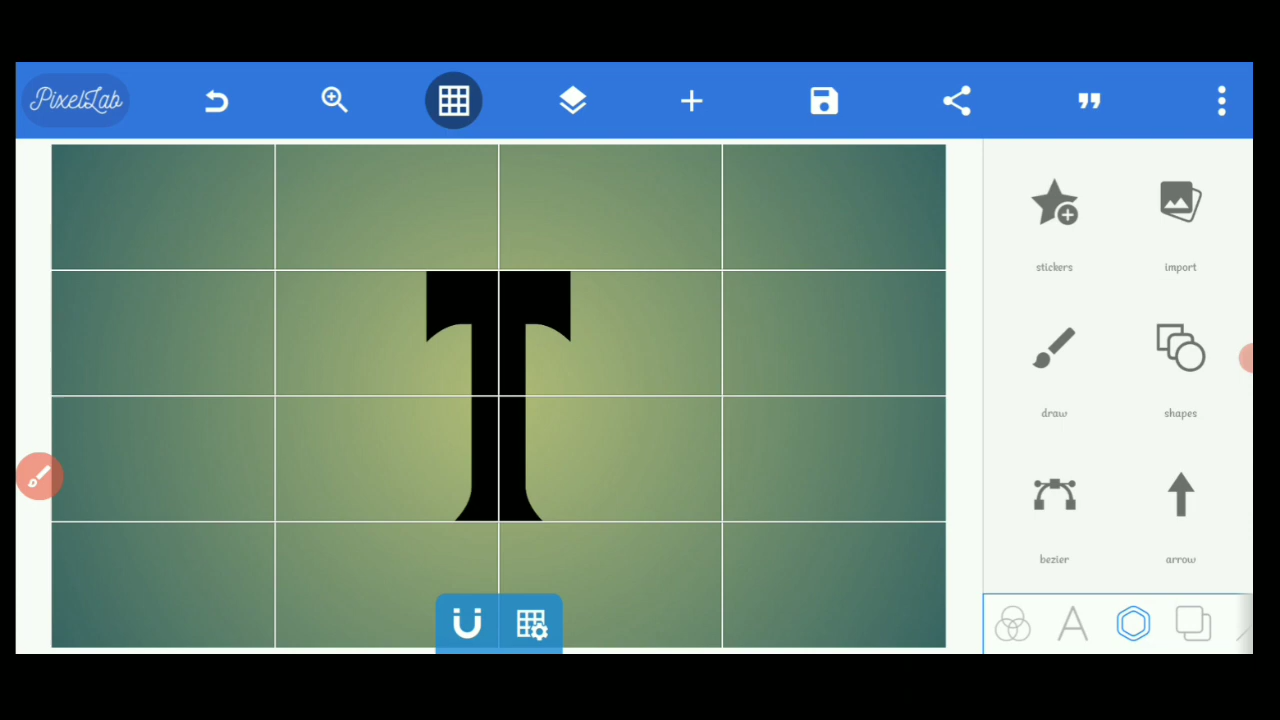 PixelLab
T
stickers import
draw shapes
bezier arrow